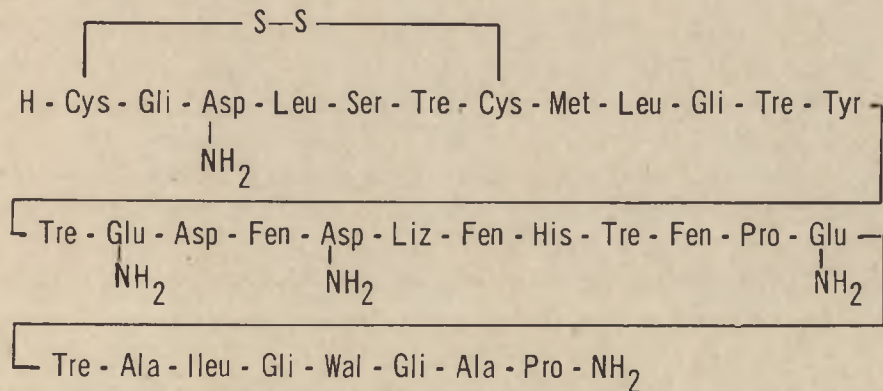 S—S
H - Cys - Gli - Asp - Leu - Ser - Tre - Cys - Met - Leu - Gli - Tre - Tyr
NH2
Tre - Glu - Asp - Fen - Asp - Liz - Fen - His - Tre - Fen - Pro - Glu
NH2 NH2 NH2
Tre - Ala - Ileu - Gli - Wal - Gli - Ala - Pro - NH2